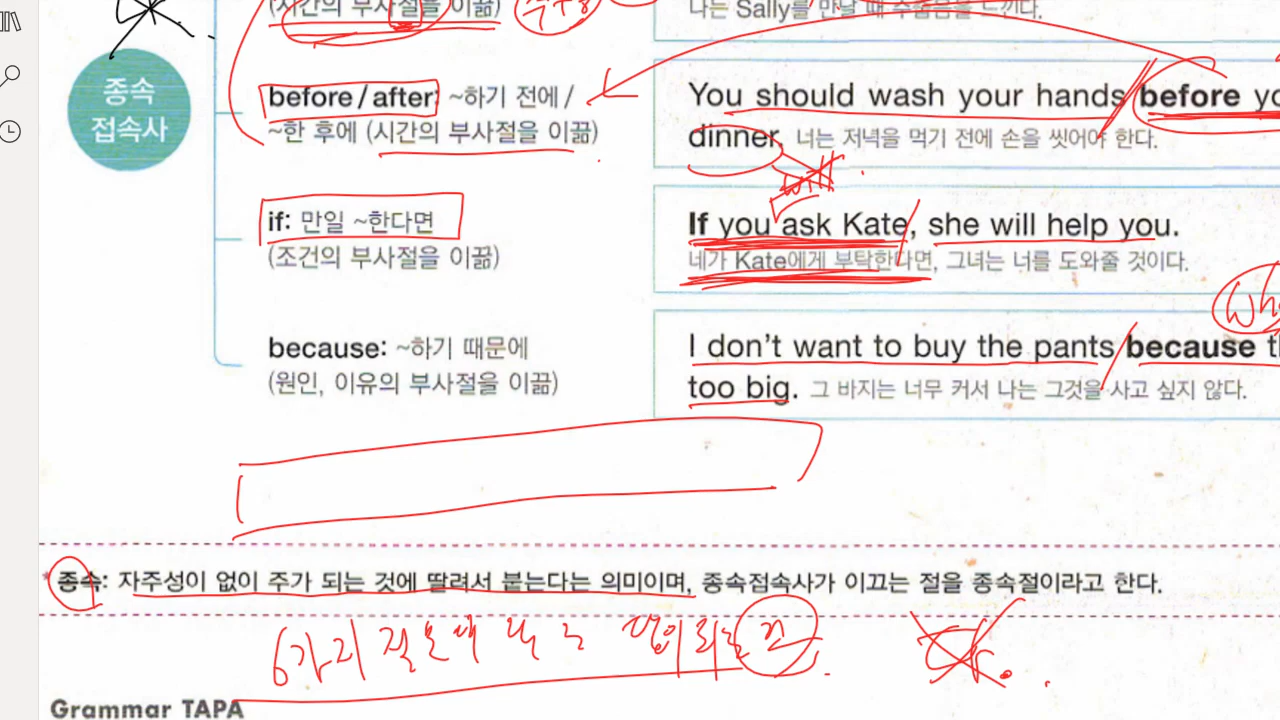 (시간의 부사절을 이끎)
나는 Sally를 만날 때 수줍음을 느낀다.
종속
접속사
before / after: ~하기 전에 /
~한 후에 (시간의 부사절을 이끎)
You should wash your hands before yo
dinner. 너는 저녁을 먹기 전에 손을 씻어야 한다.
will
if: 만일 ~한다면
(조건의 부사절을 이끎)
If you ask Kate, she will help you.
네가 Kate에게 부탁한다면, 그녀는 너를 도와줄 것이다.
because: ~하기 때문에
(원인, 이유의 부사절을 이끎)
I don't want to buy the pants because th
too big. 그 바지는 너무 커서 나는 그것을 사고 싶지 않다.
종속: 자주성이 없이 주가 되는 것에 딸려서 붙는다는 의미이며, 종속접속사가 이끄는 절을 종속절이라고 한다.
6가지 절대
Grammar TAPA